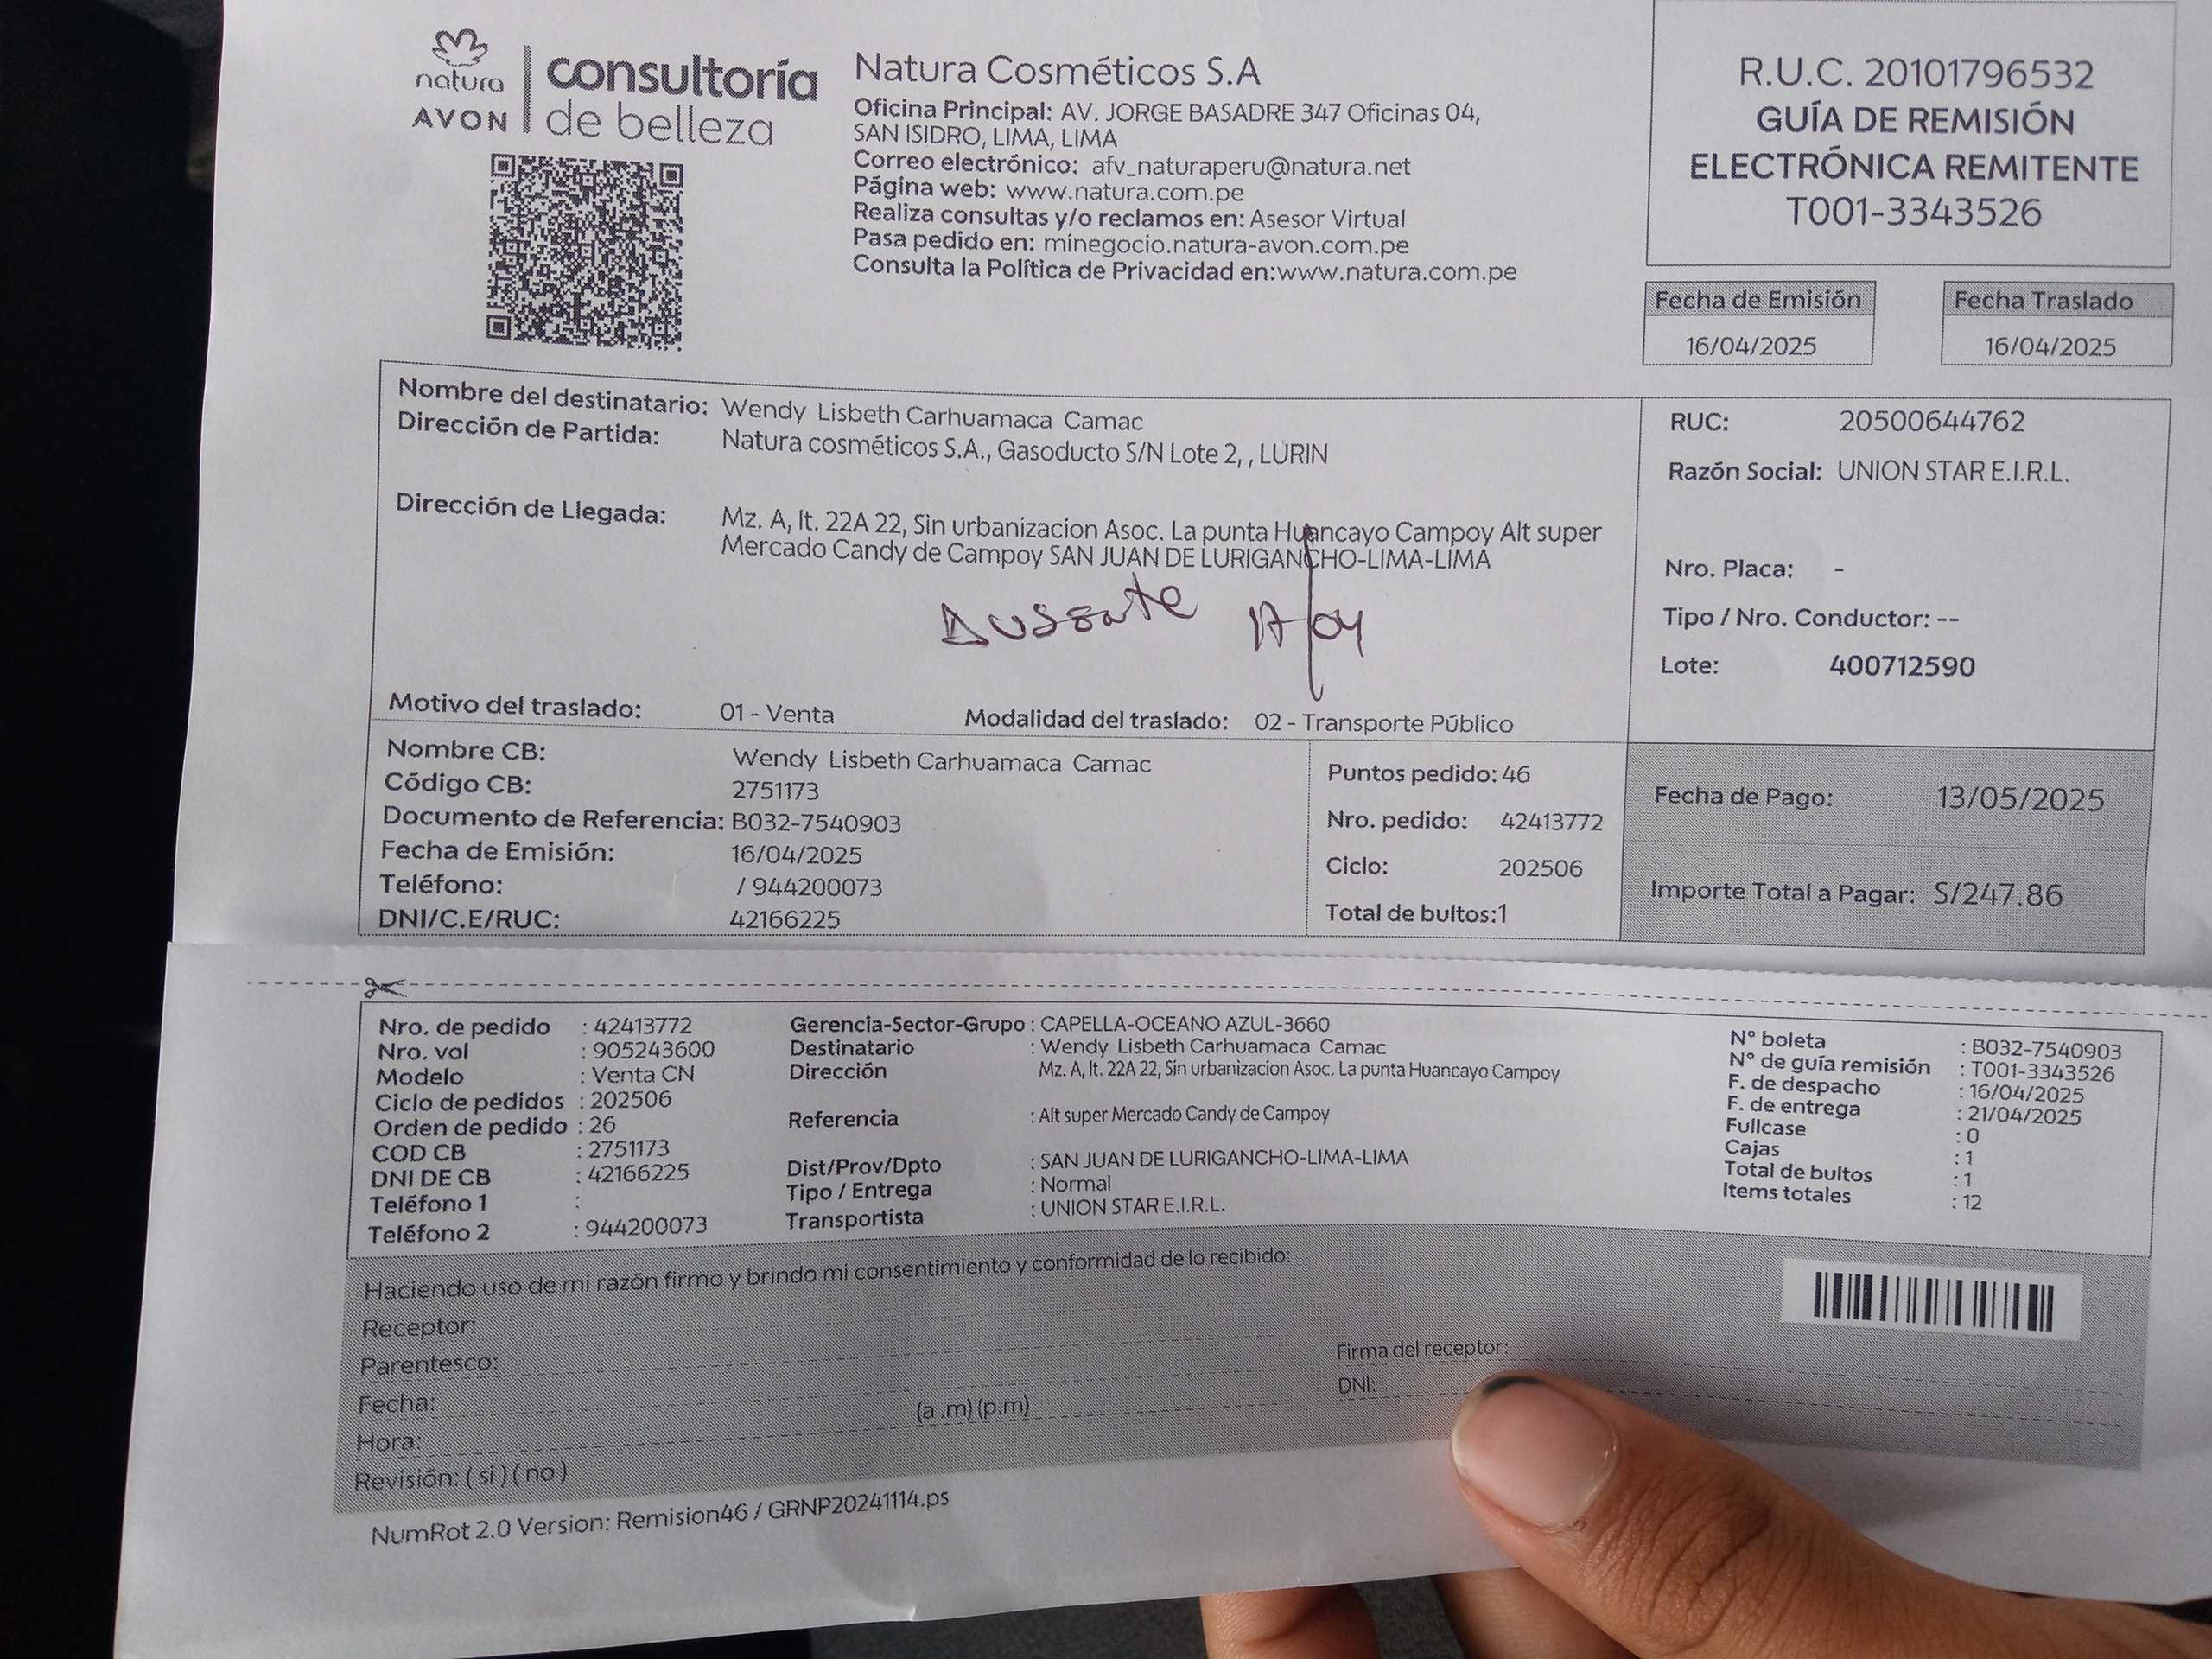 natura
AVON
consultoría
de belleza
Natura Cosméticos S.A
Oficina Principal: AV. JORGE BASADRE 347 Oficinas 04,
SAN ISIDRO, LIMA, LIMA
Correo electrónico: afv_naturaperu@natura.net
Página web: www.natura.com.pe
Realiza consultas y/o reclamos en: Asesor Virtual
Pasa pedido en: minegocio.natura-avon.com.pe
Consulta la Política de Privacidad en:www.natura.com.pe
R.U.C. 20101796532
GUÍA DE REMISIÓN
ELECTRÓNICA REMITENTE
T001-3343526
Fecha de Emisión
16/04/2025
Fecha Traslado
16/04/2025
Nombre del destinatario: Wendy Lisbeth Carhuamaca Camac
Dirección de Partida: Natura cosméticos S.A., Gasoducto S/N Lote 2, , LURIN
Dirección de Llegada: Mz. A, lt. 22A 22, Sin urbanizacion Asoc. La punta Huancayo Campoy Alt super
Mercado Candy de Campoy SAN JUAN DE LURIGANCHO-LIMA-LIMA
17/04
Motivo del traslado: 01 - Venta Modalidad del traslado: 02 - Transporte Público
RUC: 20500644762
Razón Social: UNION STAR E.I.R.L.
Nro. Placa: -
Tipo / Nro. Conductor: --
Lote: 400712590
Nombre CB: Wendy Lisbeth Carhuamaca Camac
Código CB: 2751173
Documento de Referencia: B032-7540903
Fecha de Emisión: 16/04/2025
Teléfono: / 944200073
DNI/C.E/RUC: 42166225
Puntos pedido: 46
Nro. pedido: 42413772
Ciclo: 202506
Total de bultos:1
Fecha de Pago: 13/05/2025
Importe Total a Pagar: S/247.86
Nro. de pedido : 42413772
Nro. vol : 905243600
Modelo : Venta CN
Ciclo de pedidos : 202506
Orden de pedido : 26
COD CB : 2751173
DNI DE CB : 42166225
Teléfono 1 :
Teléfono 2 : 944200073
Gerencia-Sector-Grupo : CAPELLA-OCEANO AZUL-3660
Destinatario : Wendy Lisbeth Carhuamaca Camac
Dirección Mz. A, lt. 22A 22, Sin urbanizacion Asoc. La punta Huancayo Campoy
Referencia : Alt super Mercado Candy de Campoy
Dist/Prov/Dpto : SAN JUAN DE LURIGANCHO-LIMA-LIMA
Tipo / Entrega : Normal
Transportista : UNION STAR E.I.R.L.
N° boleta : B032-7540903
N° de guía remisión : T001-3343526
F. de despacho : 16/04/2025
F. de entrega : 21/04/2025
Fullcase : 0
Cajas : 1
Total de bultos : 1
Items totales : 12
Haciendo uso de mi razón firmo y brindo mi consentimiento y conformidad de lo recibido:
Receptor:
Parentesco:
Fecha:
Hora: (a .m) (p.m)
Revisión: ( si ) ( no )
Firma del receptor:
DNI:
NumRot 2.0 Version: Remision46 / GRNP20241114.ps